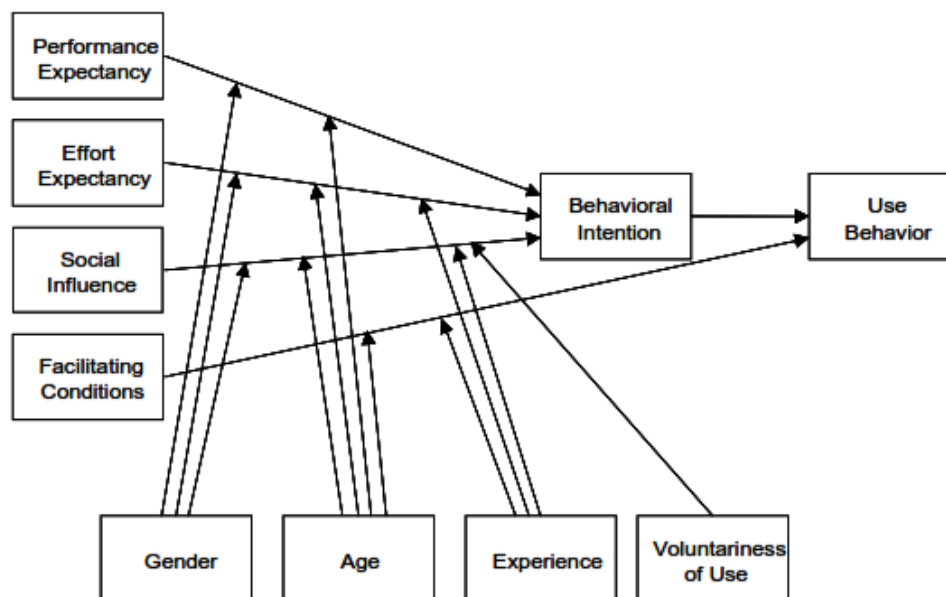 Performance
Expectancy
Effort
Expectancy
Social
Influence
Facilitating
Conditions
Behavioral
Intention
Use
Behavior
Gender
Age
Experience
Voluntariness
of Use